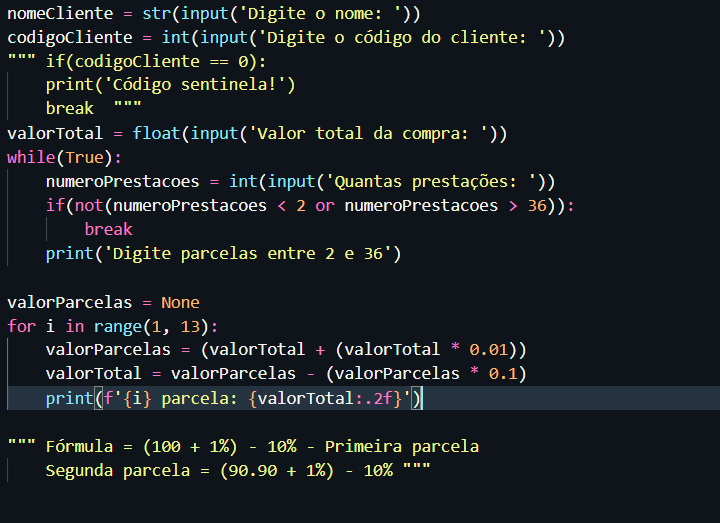 nomeCliente = str(input('Digite o nome: '))
codigoCliente = int(input('Digite o código do cliente: '))
""" if(codigoCliente == 0):
    print('Código sentinela!')
    break  """
valorTotal = float(input('Valor total da compra: '))
while(True):
    numeroPrestacoes = int(input('Quantas prestações: '))
    if(not(numeroPrestacoes < 2 or numeroPrestacoes > 36)):
        break
    print('Digite parcelas entre 2 e 36')

valorParcelas = None
for i in range(1, 13):
    valorParcelas = (valorTotal + (valorTotal * 0.01))
    valorTotal = valorParcelas - (valorParcelas * 0.1)
    print(f'{i} parcela: {valorTotal:.2f}')

""" Fórmula = (100 + 1%) - 10% - Primeira parcela
    Segunda parcela = (90.90 + 1%) - 10% """